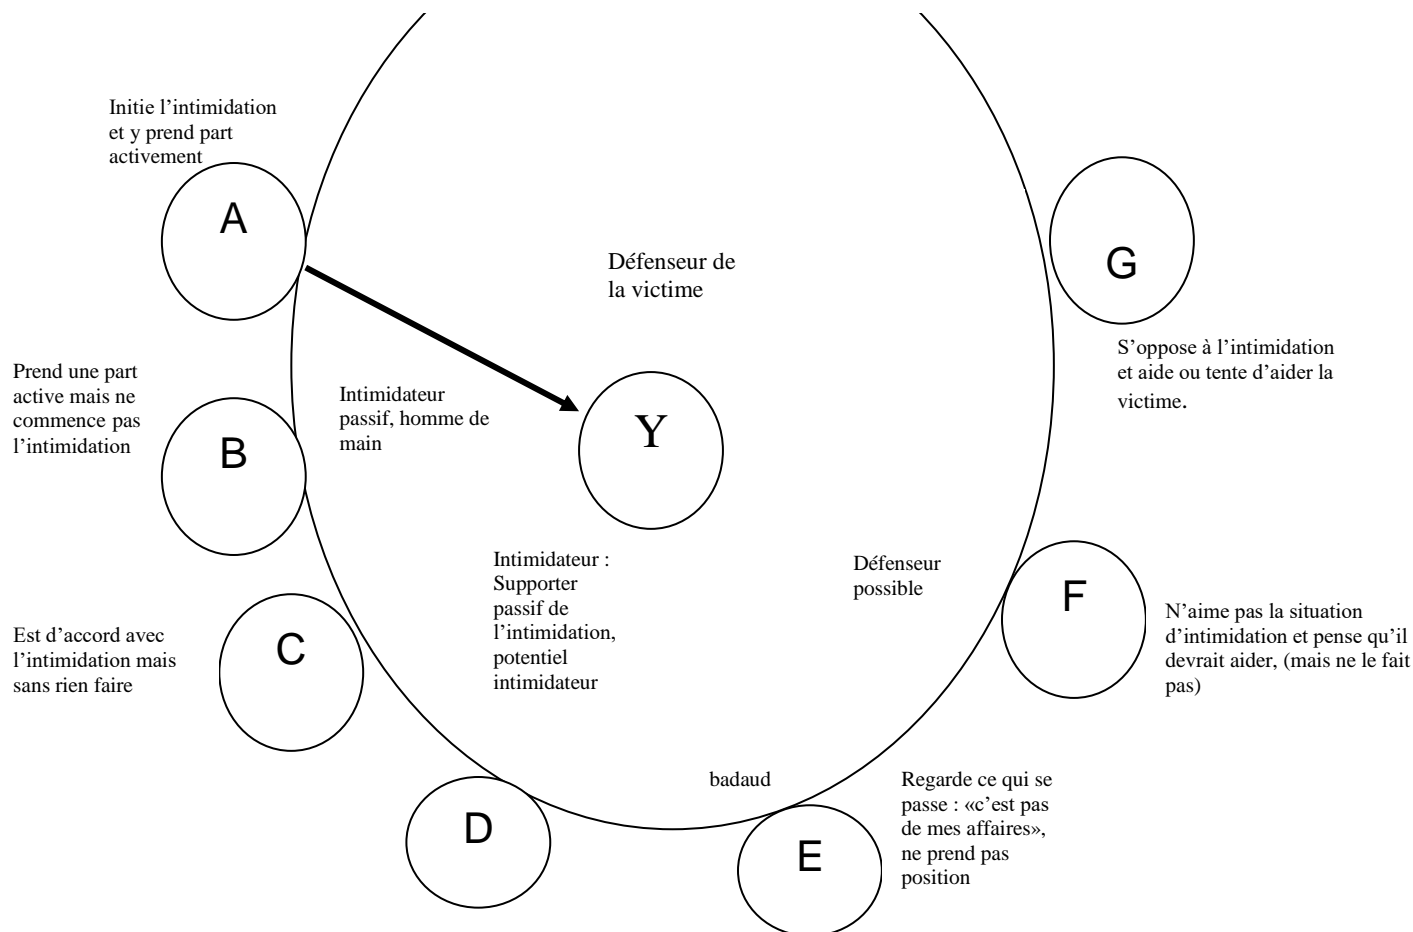 Initie l’intimidation
et y prend part
activement
A
Défenseur de
la victime
G
S’oppose à l’intimidation
et aide ou tente d’aider la
victime.
Prend une part
active mais ne
commence pas
l’intimidation
B
Intimidateur
passif, homme de
main
Y
Intimidateur :
Supporter
passif de
l’intimidation,
potentiel
intimidateur
Défenseur
possible
F
N’aime pas la situation
d’intimidation et pense qu’il
devrait aider, (mais ne le fait
pas)
Est d’accord avec
l’intimidation mais
sans rien faire
C
D
badaud
E
Regarde ce qui se
passe : «c’est pas
de mes affaires»,
ne prend pas
position